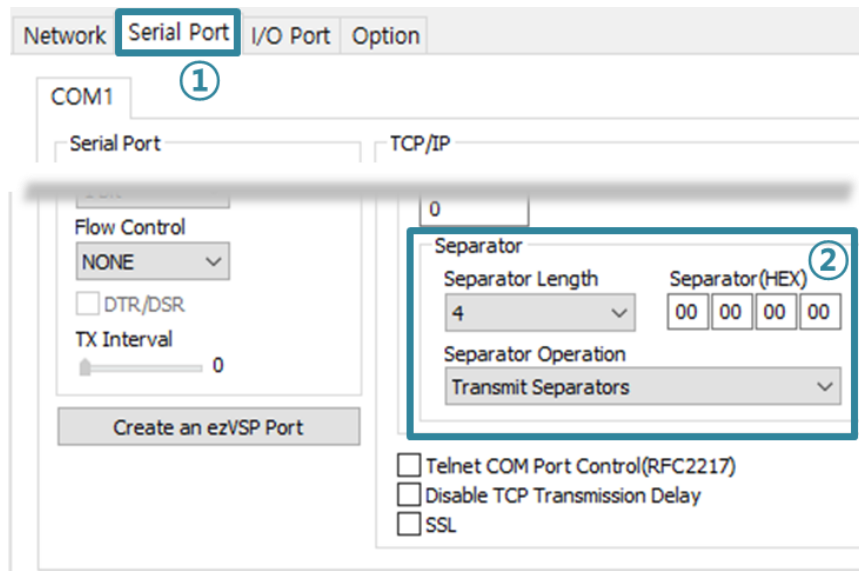 Network Serial Port I/O Port Option
①
COM1
Serial Port
Flow Control
NONE
DTR/DSR
TX Interval
0
Create an ezVSP Port
TCP/IP
0
Separator
②
Separator Length Separator(HEX)
4 00 00 00 00
Separator Operation
Transmit Separators
Telnet COM Port Control(RFC2217)
Disable TCP Transmission Delay
SSL